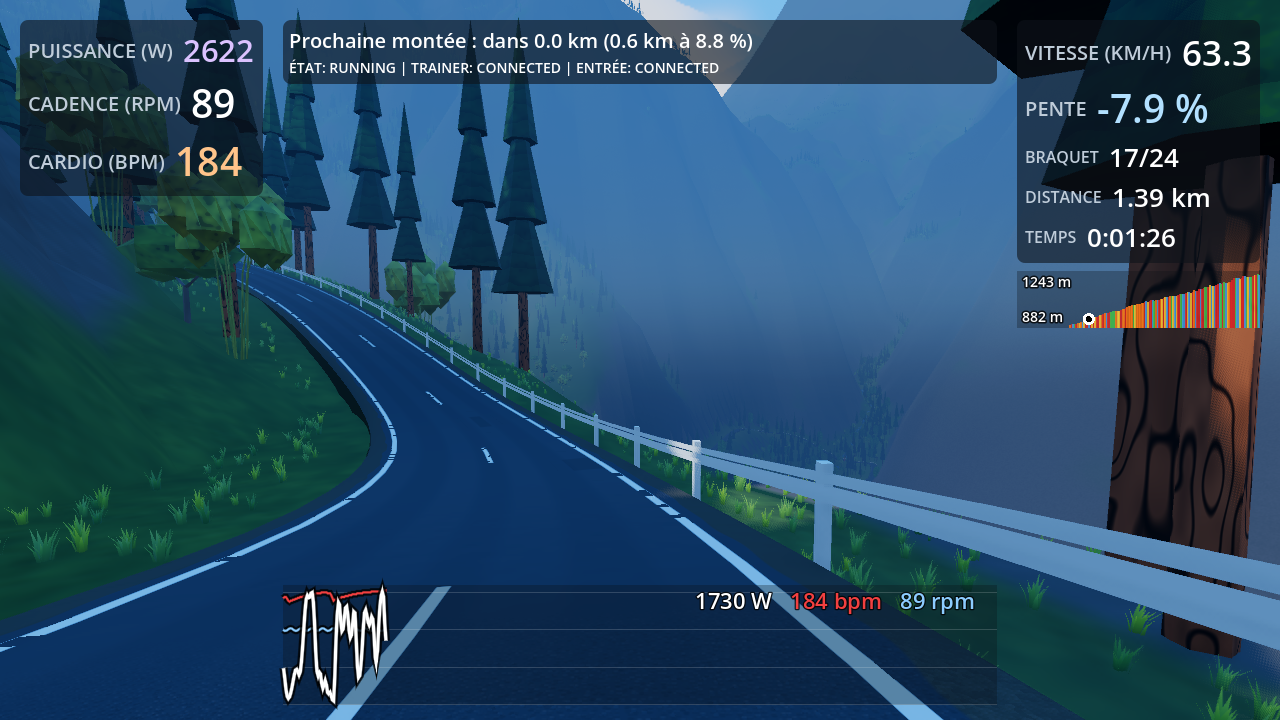 PUISSANCE (W) 2622
CADENCE (RPM) 89
CARDIO (BPM) 184
Prochaine montée : dans 0.0 km (0.6 km à 8.8 %)
ÉTAT: RUNNING | TRAINER: CONNECTED | ENTRÉE: CONNECTED
VITESSE (KM/H) 63.3
PENTE -7.9 %
BRAQUET 17/24
DISTANCE 1.39 km
TEMPS 0:01:26
1243 m
882 m
1730 W 184 bpm 89 rpm